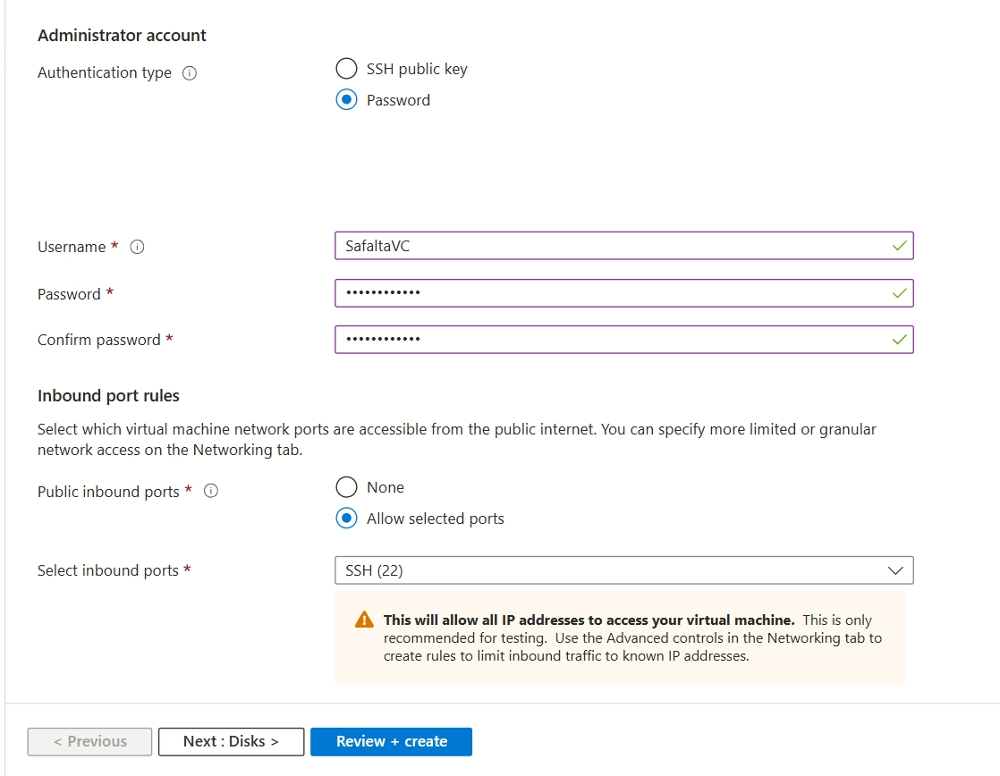 Administrator account
Authentication type
SSH public key
Password
Username *
SafaltaVC
Password *
••••••••••••
Confirm password *
••••••••••••
Inbound port rules
Select which virtual machine network ports are accessible from the public internet. You can specify more limited or granular
network access on the Networking tab.
Public inbound ports *
None
Allow selected ports
Select inbound ports *
SSH (22)
This will allow all IP addresses to access your virtual machine. This is only
recommended for testing. Use the Advanced controls in the Networking tab to
create rules to limit inbound traffic to known IP addresses.
< Previous
Next : Disks >
Review + create